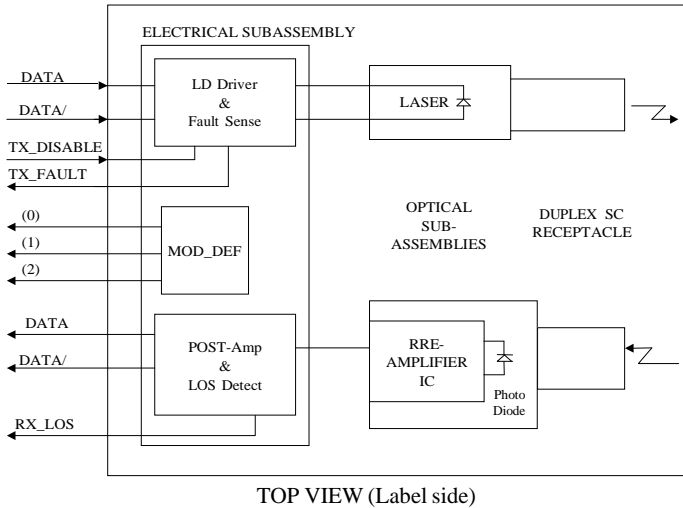 ELECTRICAL SUBASSEMBLY
DATA
DATA/
TX_DISABLE
TX_FAULT
LD Driver
&
Fault Sense
LASER
(0)
(1)
(2)
MOD_DEF
OPTICAL
SUB-
ASSEMBLIES
DUPLEX SC
RECEPTACLE
DATA
DATA/
RX_LOS
POST-Amp
&
LOS Detect
RRE-
AMPLIFIER
IC
Photo
Diode
TOP VIEW (Label side)